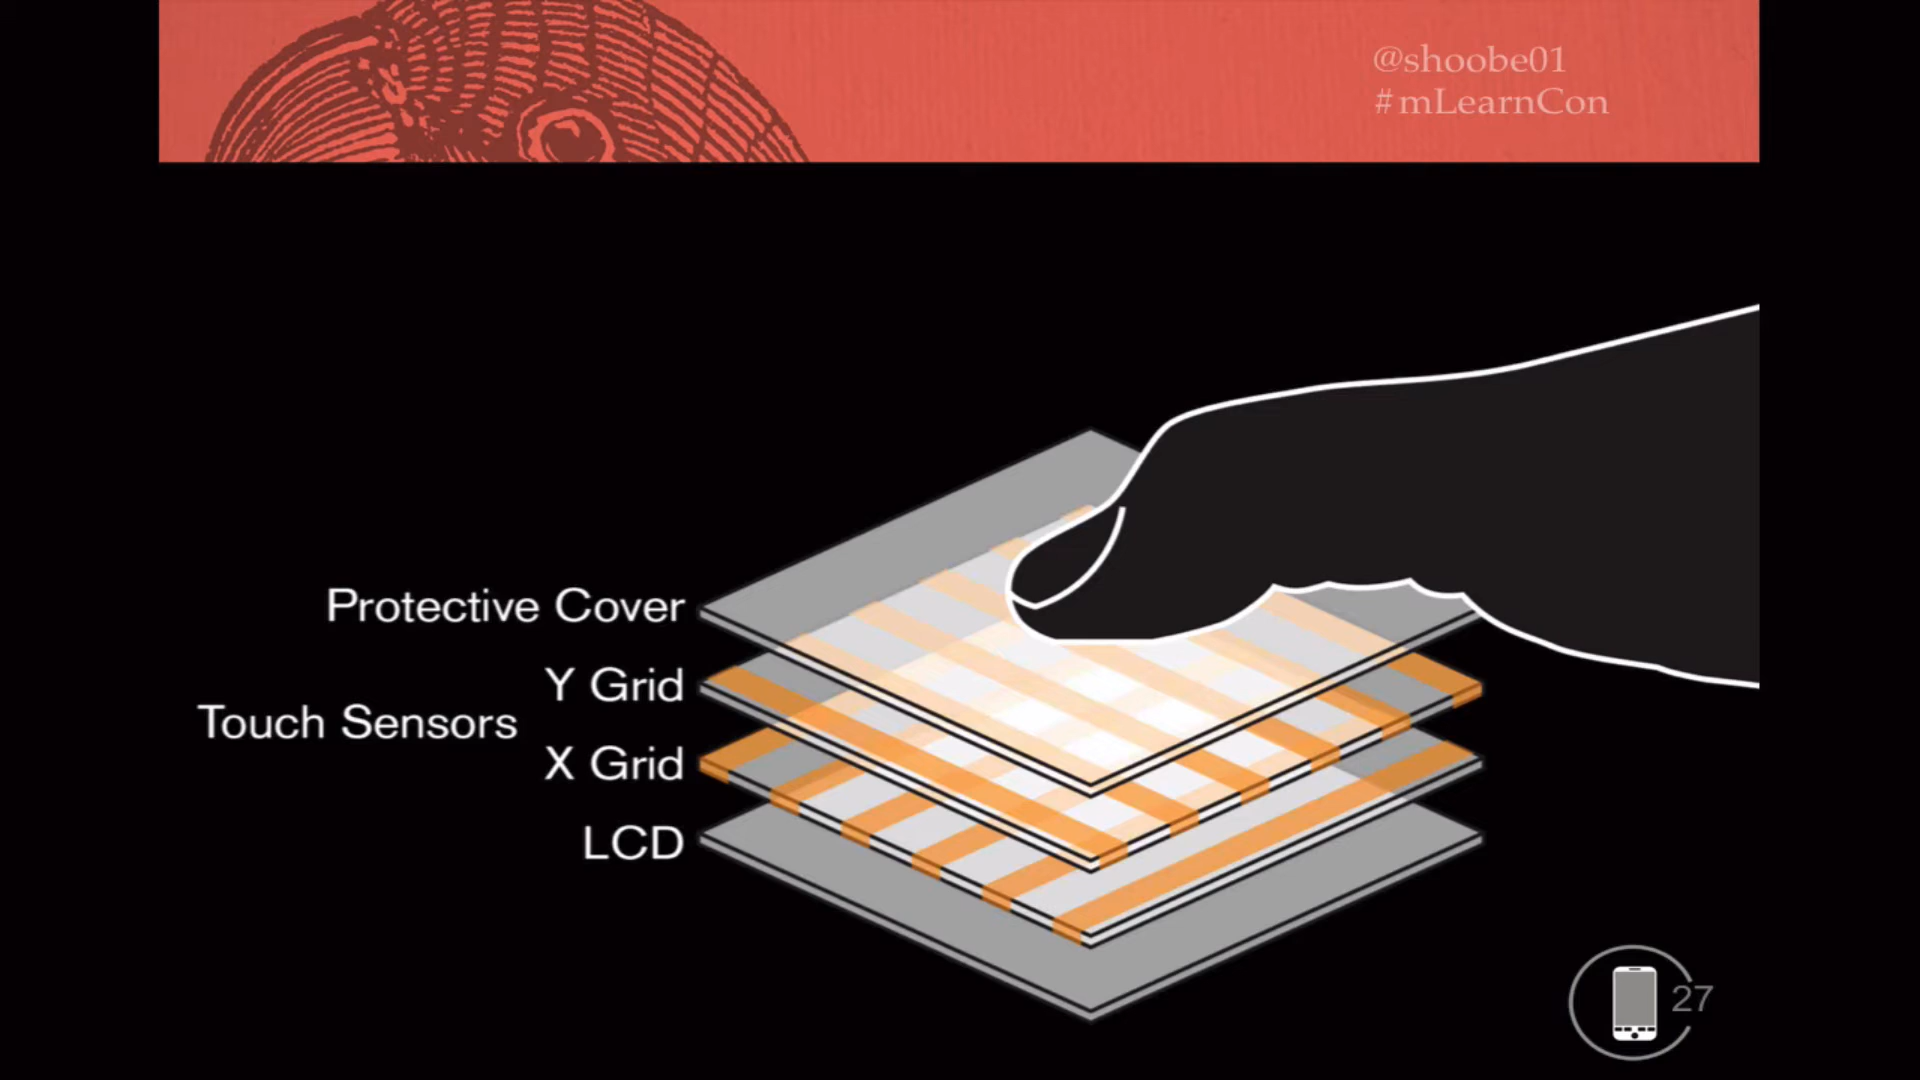 @shoobe01
#mLearnCon
Protective Cover
Y Grid
Touch Sensors
X Grid
LCD
27